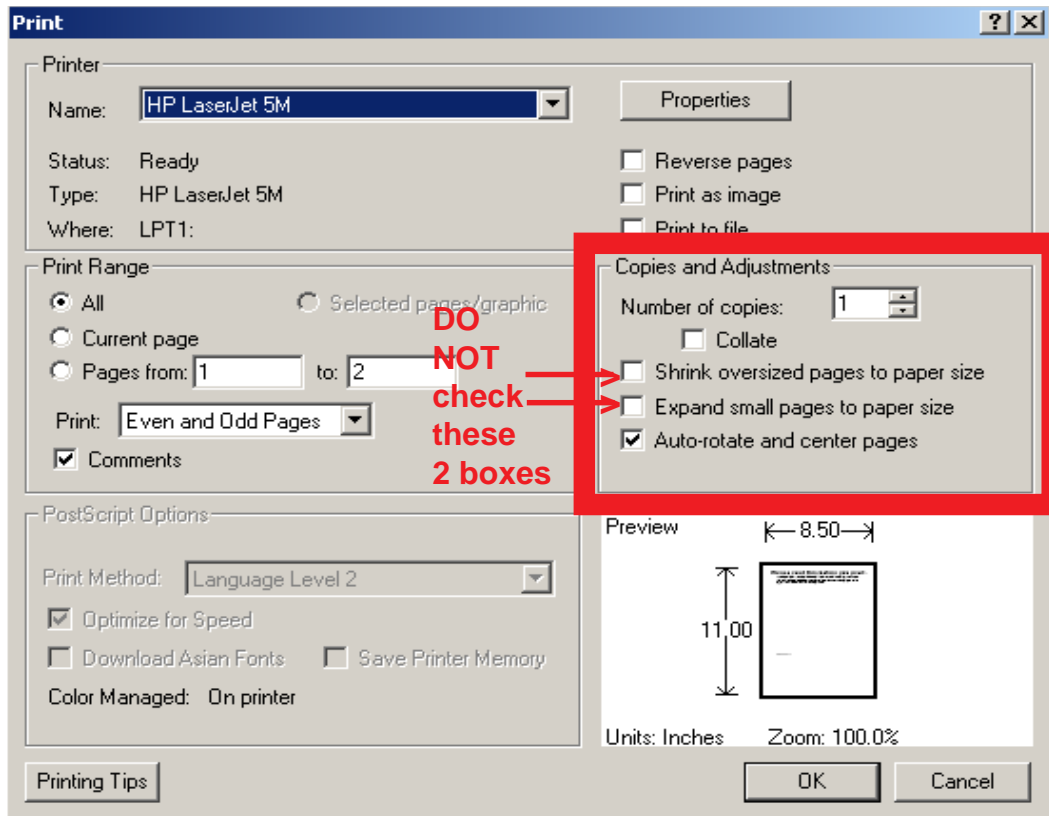 Print
Printer
Name: HP LaserJet 5M
Properties
Status: Ready
Type: HP LaserJet 5M
Where: LPT1:
Reverse pages
Print as image
Print to file
Print Range
All
Selected pages/graphic
Current page
Pages from: 1 to: 2
Print: Even and Odd Pages
Comments
DO
NOT
check
these
2 boxes
Copies and Adjustments
Number of copies: 1
Collate
Shrink oversized pages to paper size
Expand small pages to paper size
Auto-rotate and center pages
PostScript Options
Print Method: Language Level 2
Optimize for Speed
Download Asian Fonts
Save Printer Memory
Color Managed: On printer
Preview
8.50
11.00
Units: Inches Zoom: 100.0%
Printing Tips
OK
Cancel